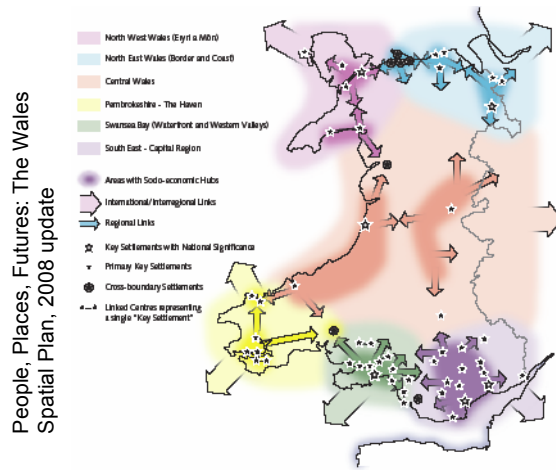 People, Places, Futures: The Wales
Spatial Plan, 2008 update
North West Wales (Eryri a Môn)
North East Wales (Border and Coast)
Central Wales
Pembrokeshire - The Haven
Swansea Bay (Waterfront and Western Valleys)
South East - Capital Region
Areas with Socio-economic Hubs
International/Interregional Links
Regional Links
Key Settlements with National Significance
Primary Key Settlements
Cross-boundary Settlements
Linked Centres representing
a single "Key Settlement"